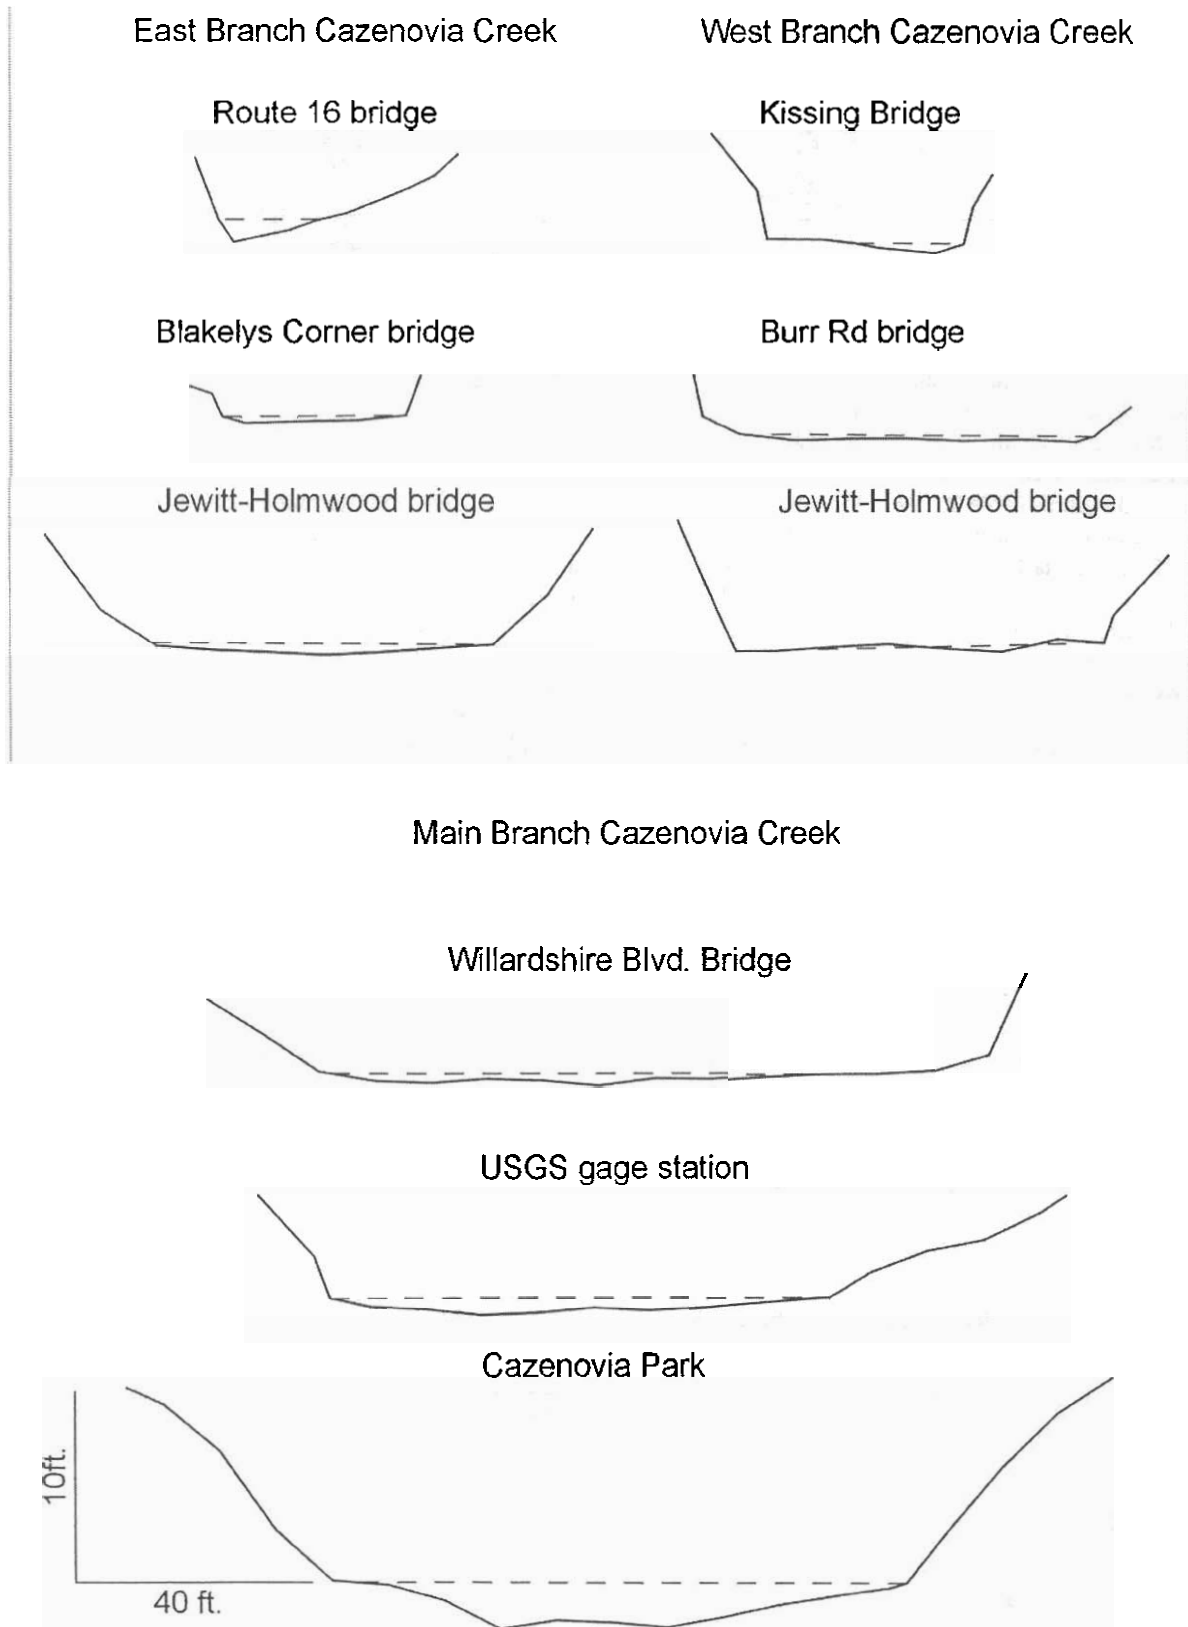 East Branch Cazenovia Creek
West Branch Cazenovia Creek
Route 16 bridge
Kissing Bridge
Blakelys Corner bridge
Burr Rd bridge
Jewitt-Holmwood bridge
Jewitt-Holmwood bridge
Main Branch Cazenovia Creek
Willardshire Blvd. Bridge
USGS gage station
Cazenovia Park
10ft.
40 ft.